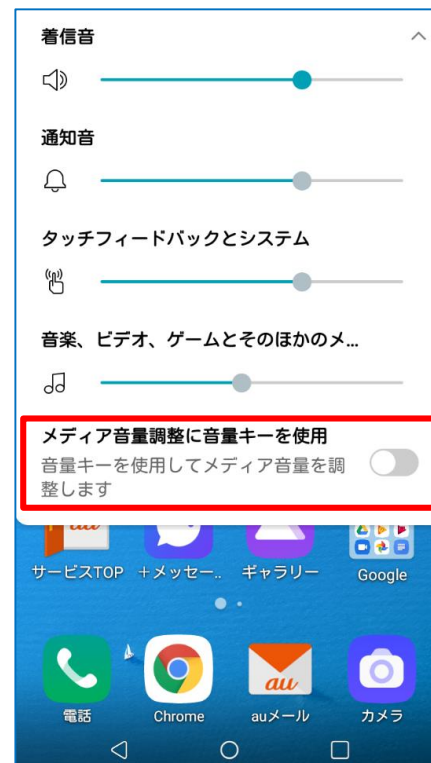 着信音
通知音
タッチフィードバックとシステム
音楽、ビデオ、ゲームとそのほかのメ...
メディア音量調整に音量キーを使用
音量キーを使用してメディア音量を調
整します
au
サービスTOP +メッセー.. ギャラリー Google
au
電話 Chrome auメール カメラ